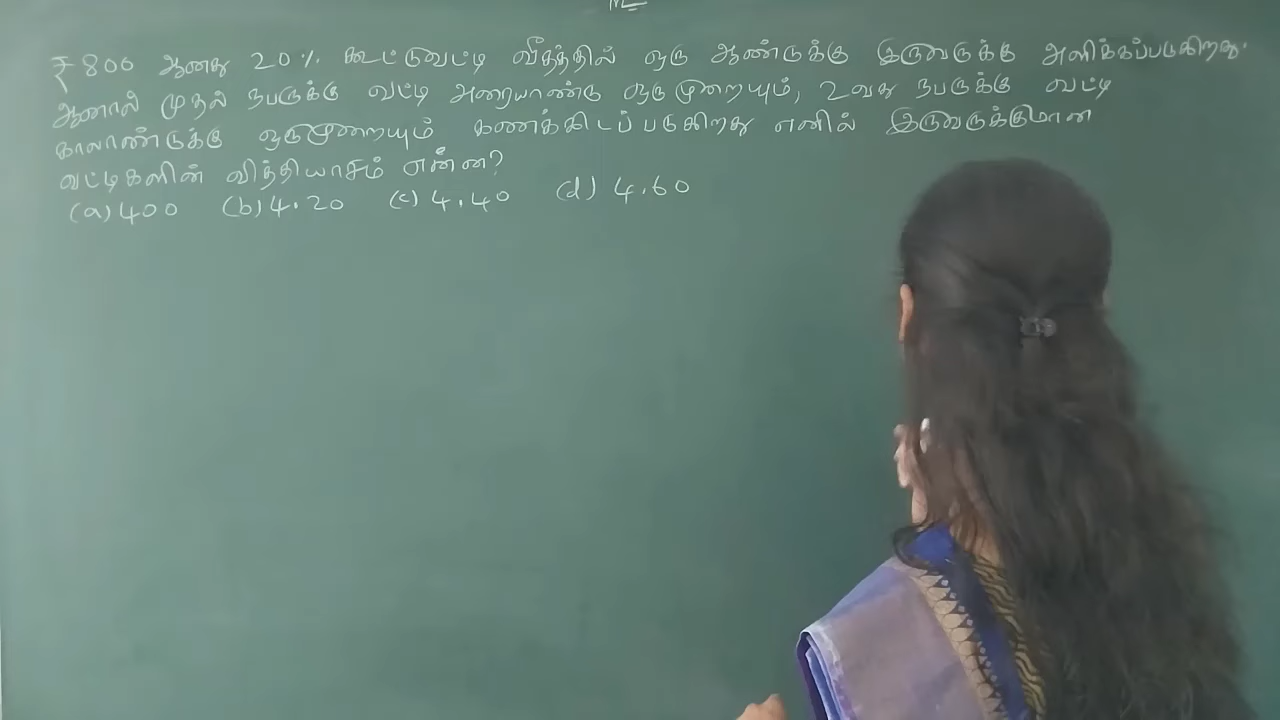 ₹ 800 ஆனது 20% கூட்டுவட்டி வீதத்தில் ஒரு ஆண்டுக்கு இருவருக்கு அளிக்கப்படுகிறது.
ஆனால் முதல் நபருக்கு வட்டி அரையாண்டு ஒருமுறையும், 2வது நபருக்கு வட்டி
காலாண்டுக்கு ஒருமுறையும் கணக்கிடப்படுகிறது எனில் இருவருக்குமான
வட்டிகளின் வித்தியாசம் என்ன?
(a) 400 (b) 4.20 (c) 4.40 (d) 4.60